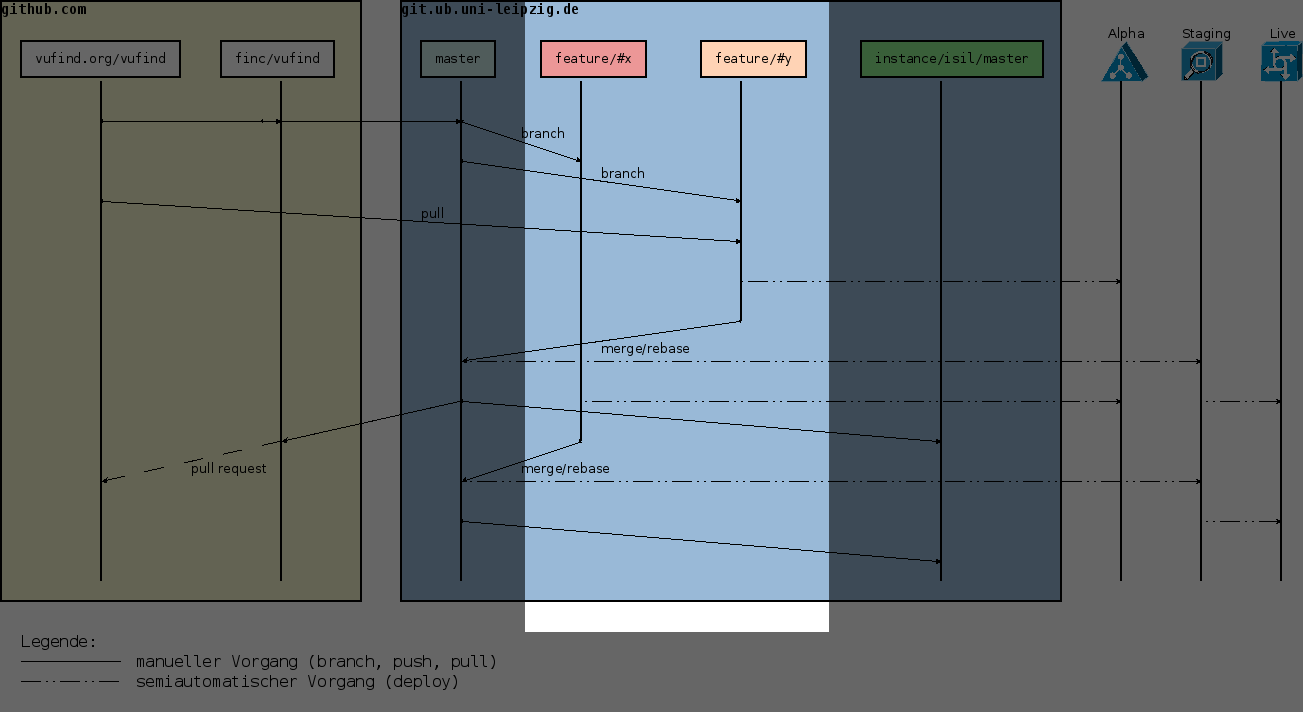 github.com
git.ub.uni-leipzig.de
vufind.org/vufind
finc/vufind
master
feature/#x
feature/#y
instance/isil/master
Alpha
Staging
Live
branch
branch
pull
merge/rebase
pull request
merge/rebase
Legende:
manueller Vorgang (branch, push, pull)
semiautomatischer Vorgang (deploy)